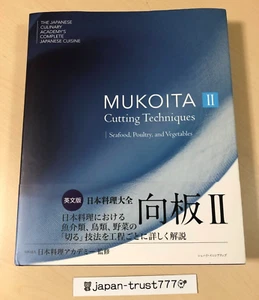 THE JAPANESE
CULINARY
ACADEMY'S
COMPLETE
JAPANESE CUISINE
MUKOITA II
Cutting Techniques
Seafood, Poultry, and Vegetables
英文版 日本料理大全
向板II
日本料理における
魚介類、鳥類、野菜の
「切る」技法を工程ごとに詳しく解説
日本料理アカデミー 監修
japan-trust777